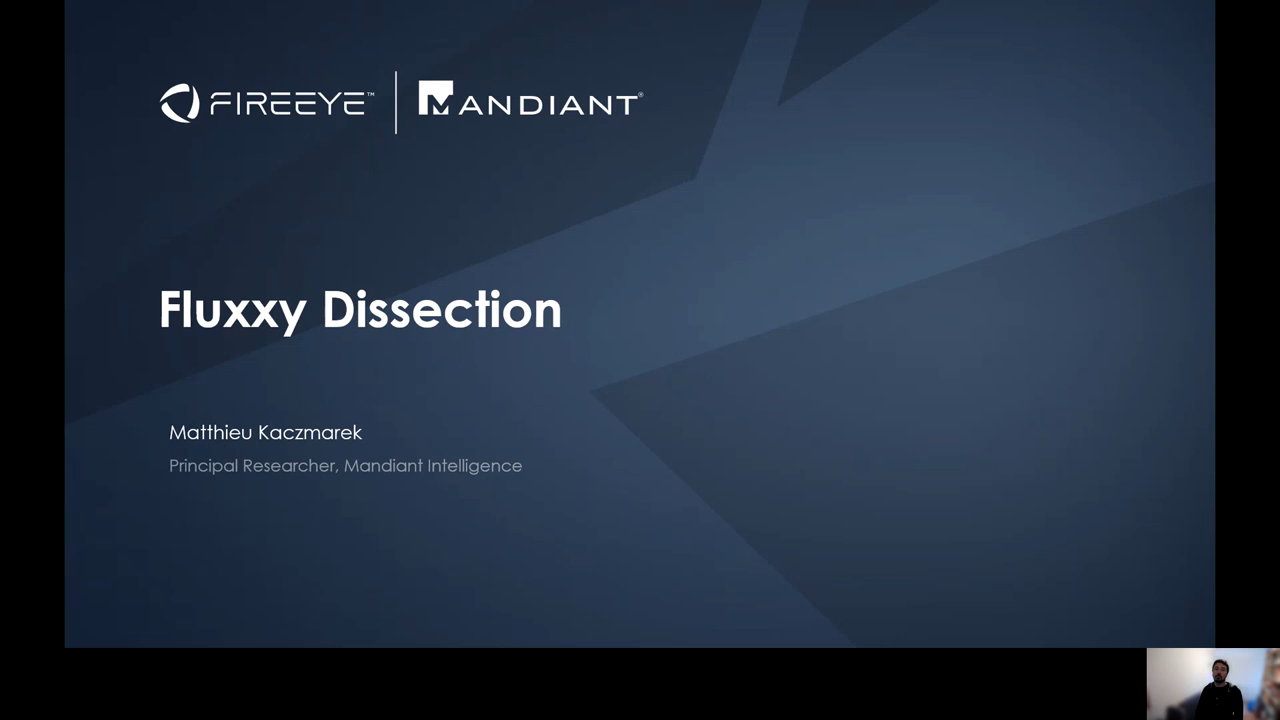 FIREEYE™ MANDIANT®
Fluxxy Dissection
Matthieu Kaczmarek
Principal Researcher, Mandiant Intelligence